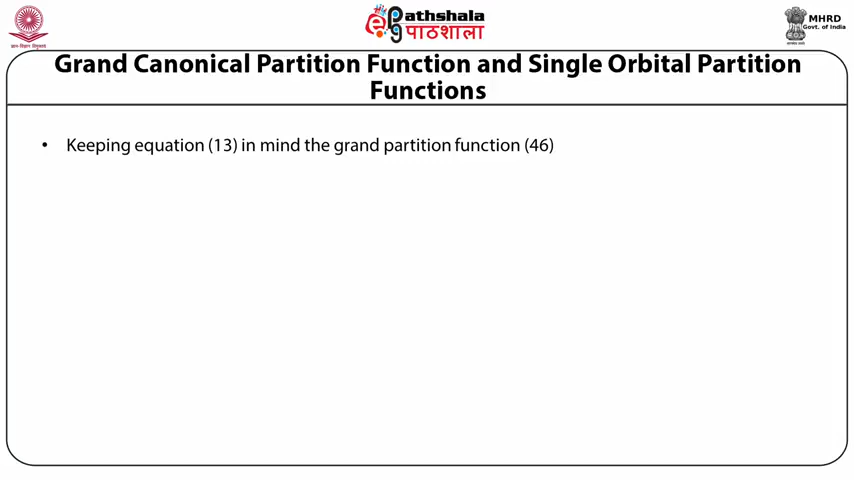 Pathshala
पाठशाला
MHRD
Govt. of India
Grand Canonical Partition Function and Single Orbital Partition
Functions
• Keeping equation (13) in mind the grand partition function (46)